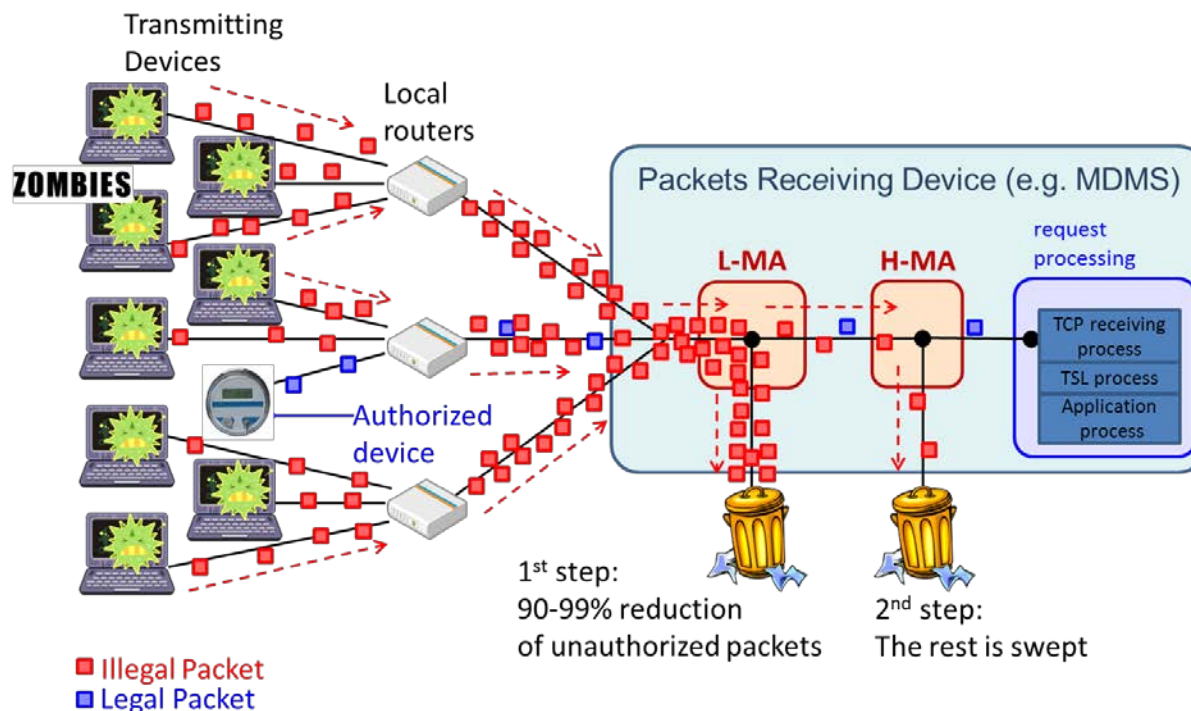 Transmitting
Devices
Local
routers
ZOMBIES
Packets Receiving Device (e.g. MDMS)
request
processing
L-MA
H-MA
TCP receiving
process
TSL process
Application
process
Authorized
device
1st step:
90-99% reduction
of unauthorized packets
2nd step:
The rest is swept
Illegal Packet
Legal Packet